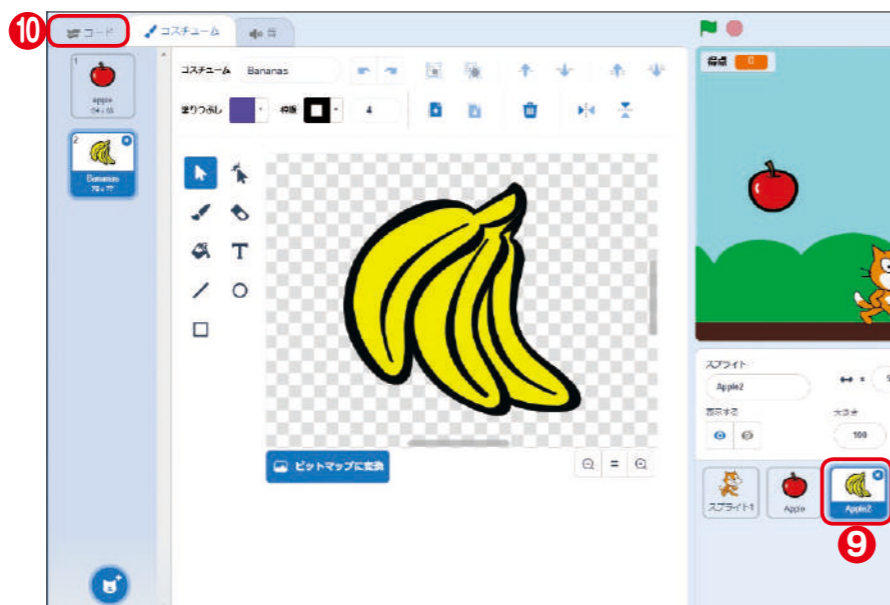 ⑩
コード
コスチューム
音
1
apple
2
Bananas
コスチューム Bananas
塗りつぶし 枠線 4
ビットマップに変換
得点 0
スプライト
Apple2
x
表示する
大きさ
100
スプライト1
Apple
Apple2
⑨